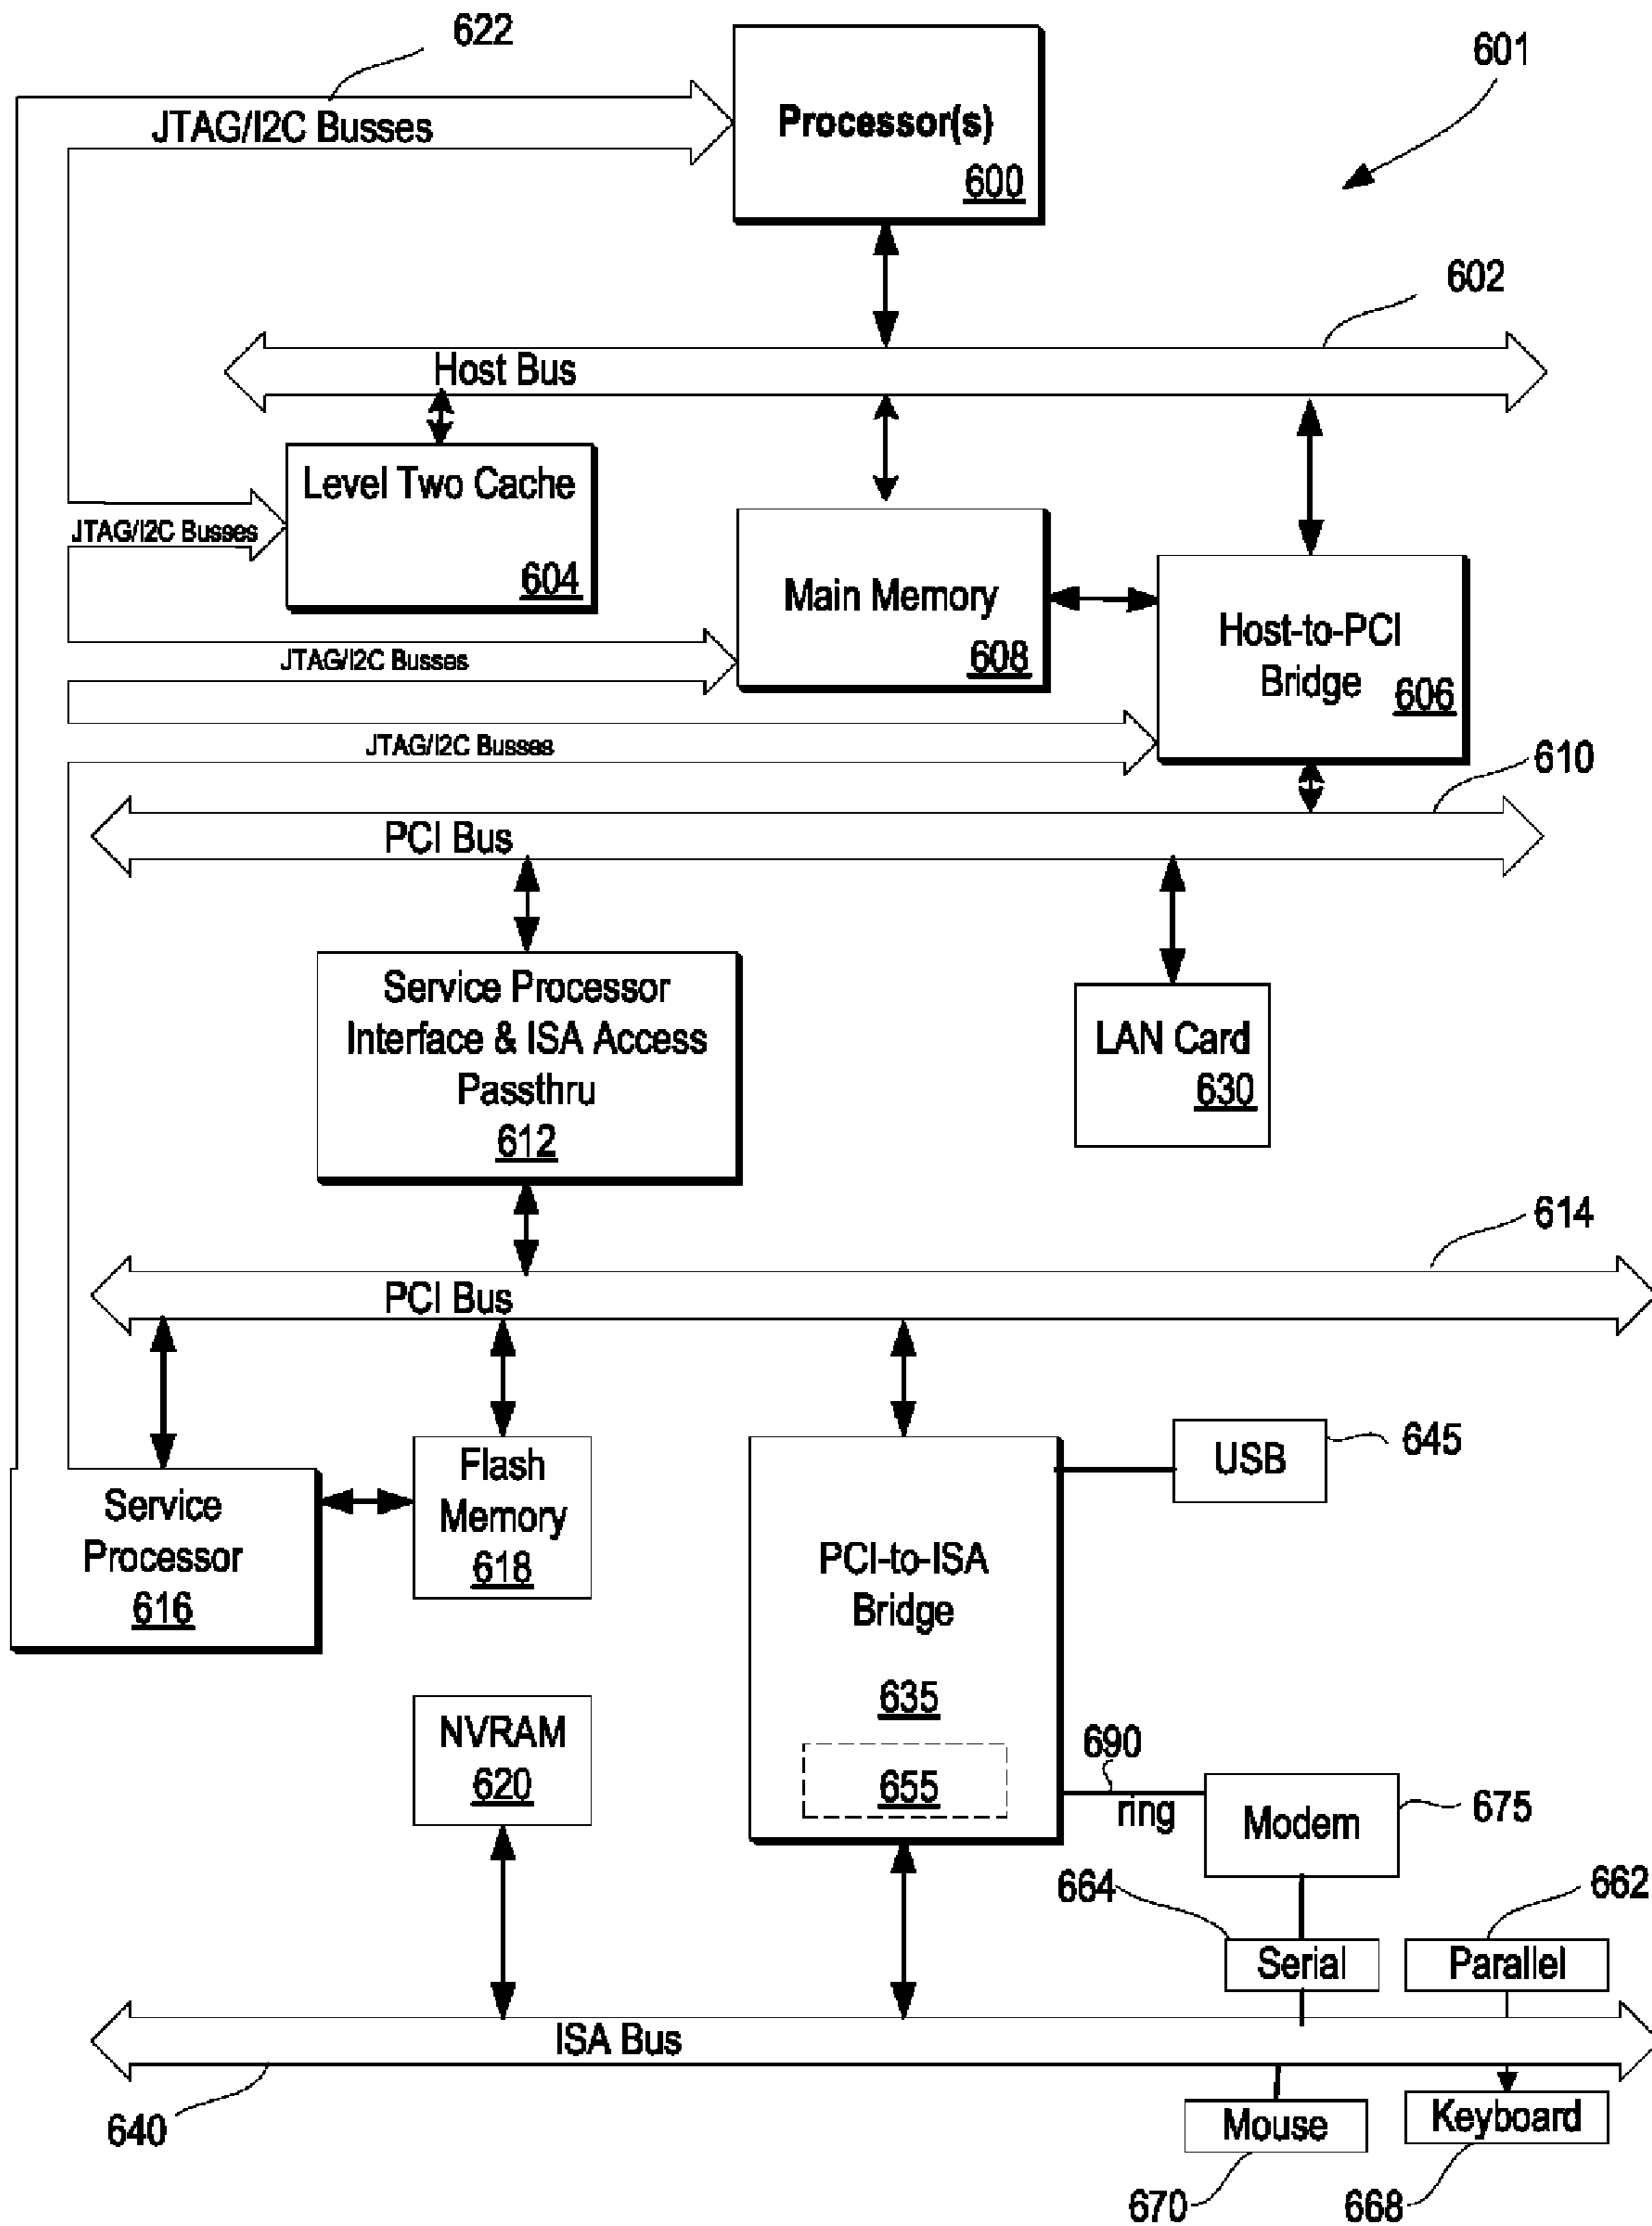 622
601
JTAG/I2C Busses
Processor(s)
600
602
Host Bus
Level Two Cache
604
JTAG/I2C Busses
Main Memory
608
Host-to-PCI
Bridge
606
JTAG/I2C Busses
JTAG/I2C Busses
610
PCI Bus
Service Processor
Interface & ISA Access
Passthru
612
LAN Card
630
614
PCI Bus
Service
Processor
616
Flash
Memory
618
USB
645
PCI-to-ISA
Bridge
635
655
NVRAM
620
690
ring
Modem
675
664
662
Serial
Parallel
ISA Bus
640
Mouse
Keyboard
670
668